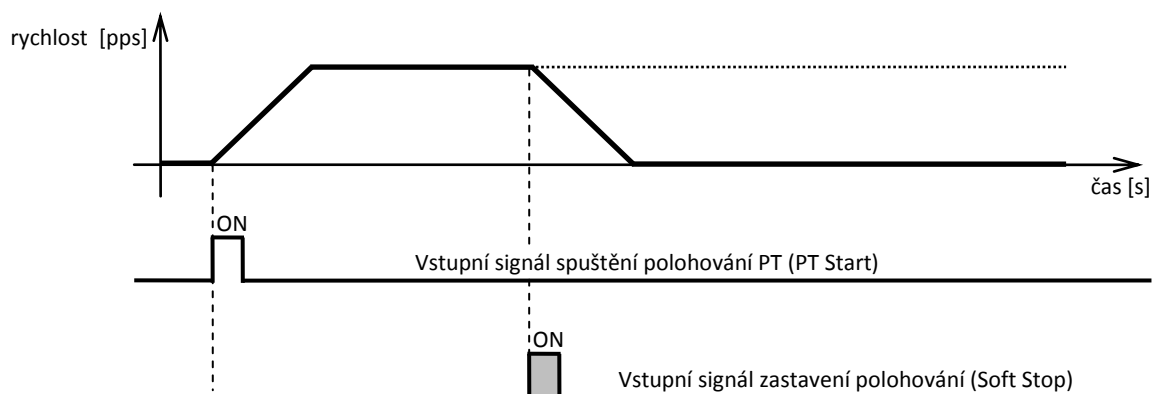 rychlost [pps]
čas [s]
ON
Vstupní signál spuštění polohování PT (PT Start)
ON
Vstupní signál zastavení polohování (Soft Stop)